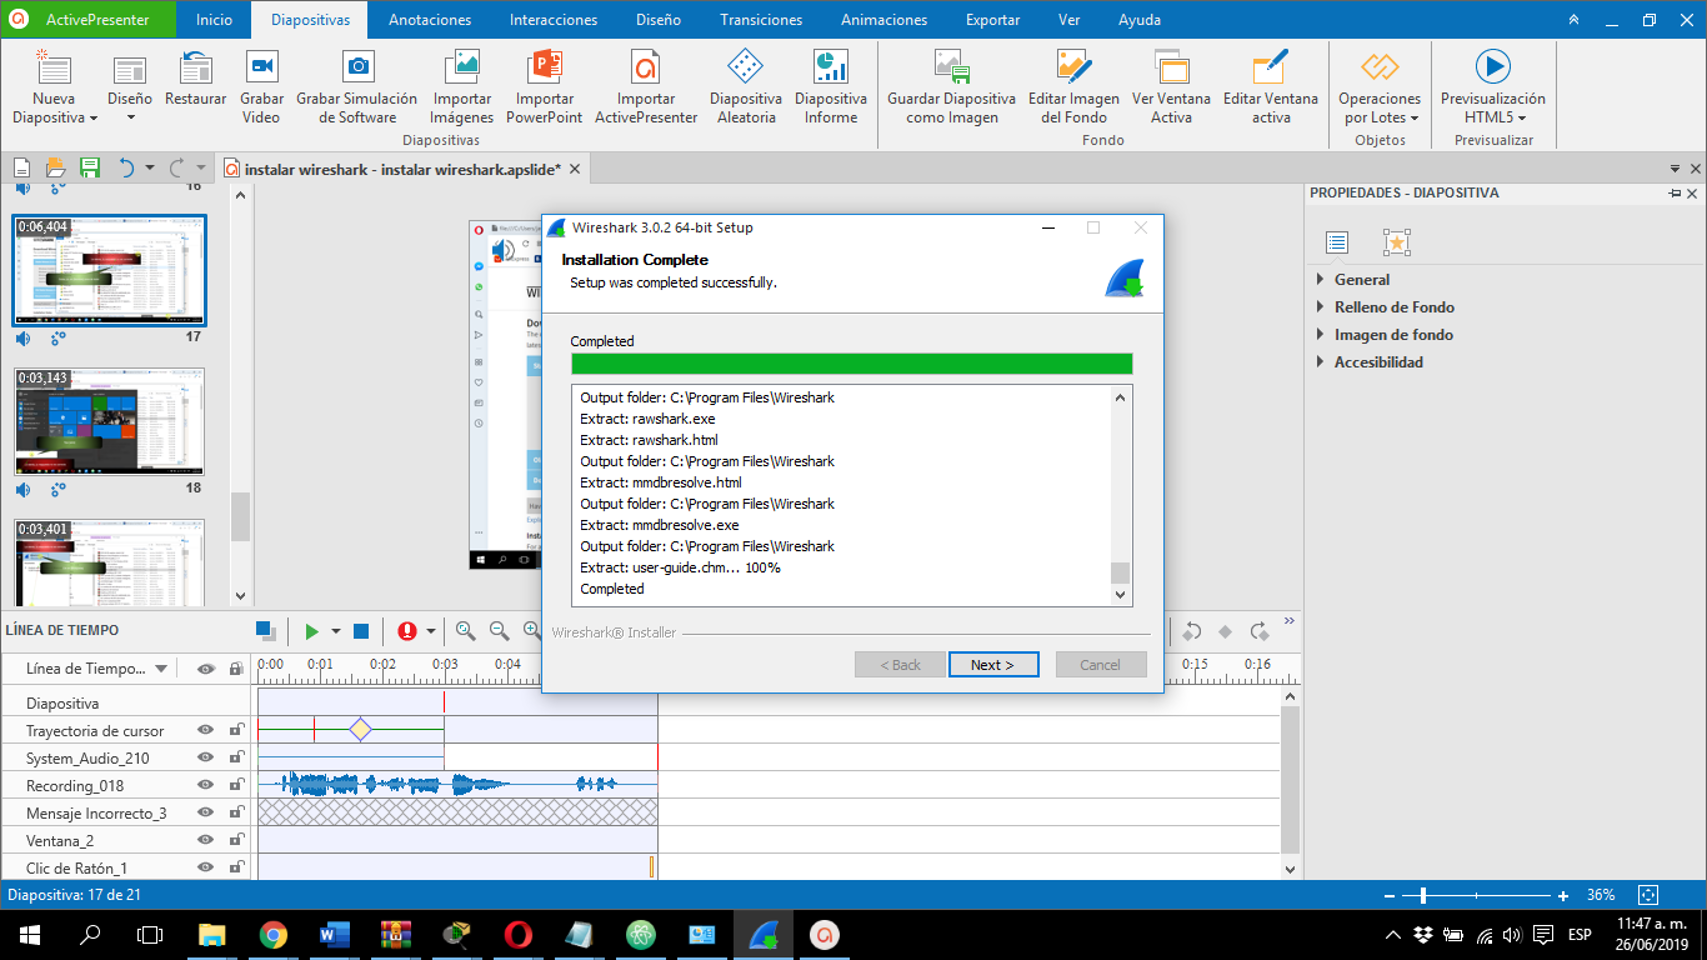 ActivePresenter
Inicio
Diapositivas
Anotaciones
Interacciones
Diseño
Transiciones
Animaciones
Exportar
Ver
Ayuda
Nueva
Diapositiva
Diseño
Restaurar
Grabar
Video
Grabar Simulación
de Software
Importar
Imágenes
Importar
PowerPoint
Importar
ActivePresenter
Diapositiva
Aleatoria
Diapositiva
Informe
Guardar Diapositiva
como Imagen
Editar Imagen
del Fondo
Ver Ventana
Activa
Editar Ventana
activa
Operaciones
por Lotes
Previsualización
HTML5
Diapositivas
Fondo
Objetos
Previsualizar
instalar wireshark - instalar wireshark.apslide*
16
0:06,404
17
0:03,143
18
0:03,401
Wireshark 3.0.2 64-bit Setup
Installation Complete
Setup was completed successfully.
Completed
Output folder: C:\Program Files\Wireshark
Extract: rawshark.exe
Extract: rawshark.html
Output folder: C:\Program Files\Wireshark
Extract: mmdbresolve.html
Output folder: C:\Program Files\Wireshark
Extract: mmdbresolve.exe
Output folder: C:\Program Files\Wireshark
Extract: user-guide.chm... 100%
Completed
Wireshark® Installer
< Back
Next >
Cancel
PROPIEDADES - DIAPOSITIVA
General
Relleno de Fondo
Imagen de fondo
Accesibilidad
LÍNEA DE TIEMPO
Línea de Tiempo...
0:00 0:01 0:02 0:03 0:04 0:15 0:16
Diapositiva
Trayectoria de cursor
System_Audio_210
Recording_018
Mensaje Incorrecto_3
Ventana_2
Clic de Ratón_1
Diapositiva: 17 de 21
36%
ESP
11:47 a. m.
26/06/2019